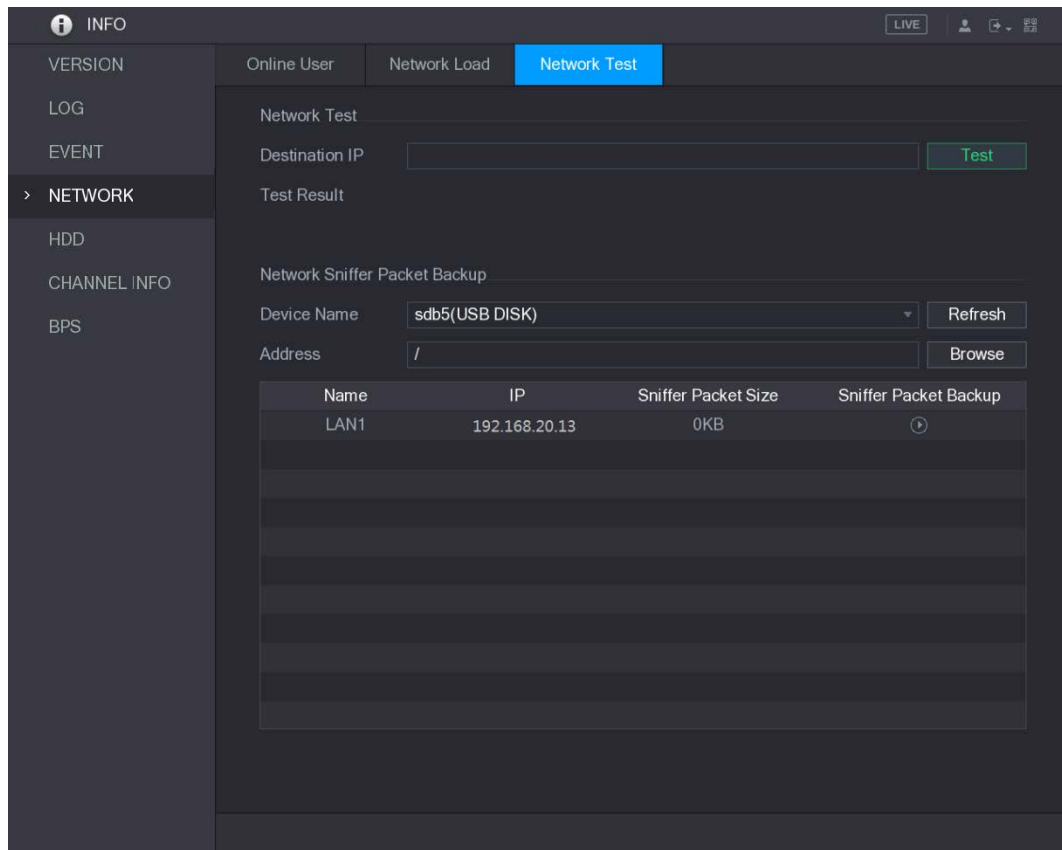 INFO
LIVE
VERSION
LOG
EVENT
NETWORK
HDD
CHANNEL INFO
BPS
Online User
Network Load
Network Test
Network Test
Destination IP
Test
Test Result
Network Sniffer Packet Backup
Device Name sdb5(USB DISK) Refresh
Address / Browse
Name IP Sniffer Packet Size Sniffer Packet Backup
LAN1 192.168.20.13 0KB